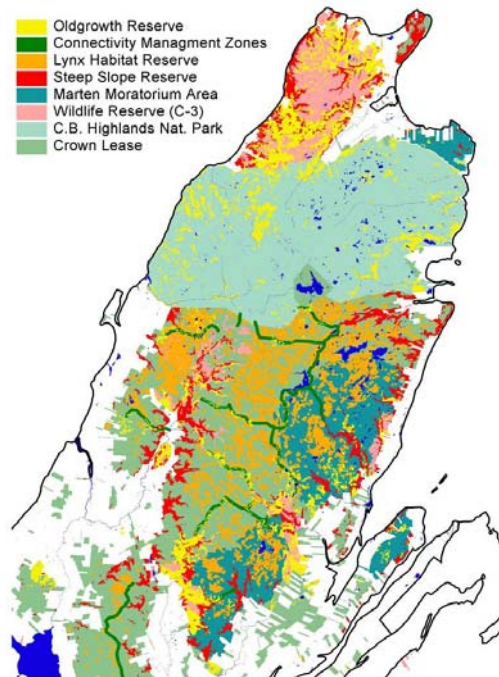 Oldgrowth Reserve
Connectivity Managment Zones
Lynx Habitat Reserve
Steep Slope Reserve
Marten Moratorium Area
Wildlife Reserve (C-3)
C.B. Highlands Nat. Park
Crown Lease